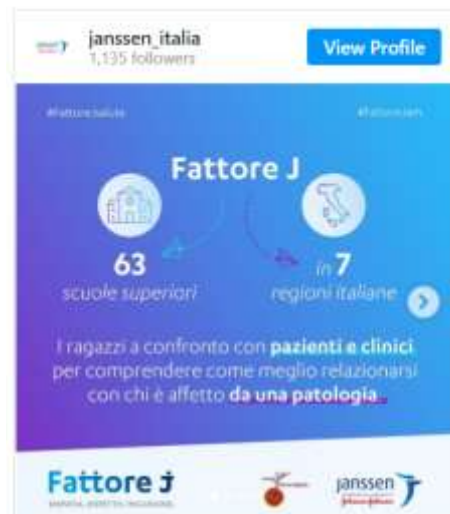 janssen_italia
1,135 followers
View Profile
#fattoresalute
Fattore J
63
scuole superiori
in 7
regioni italiane
I ragazzi a confronto con pazienti e clinici
per comprendere come meglio relazionarsi
con chi è affetto da una patologia
Fattore J
janssen